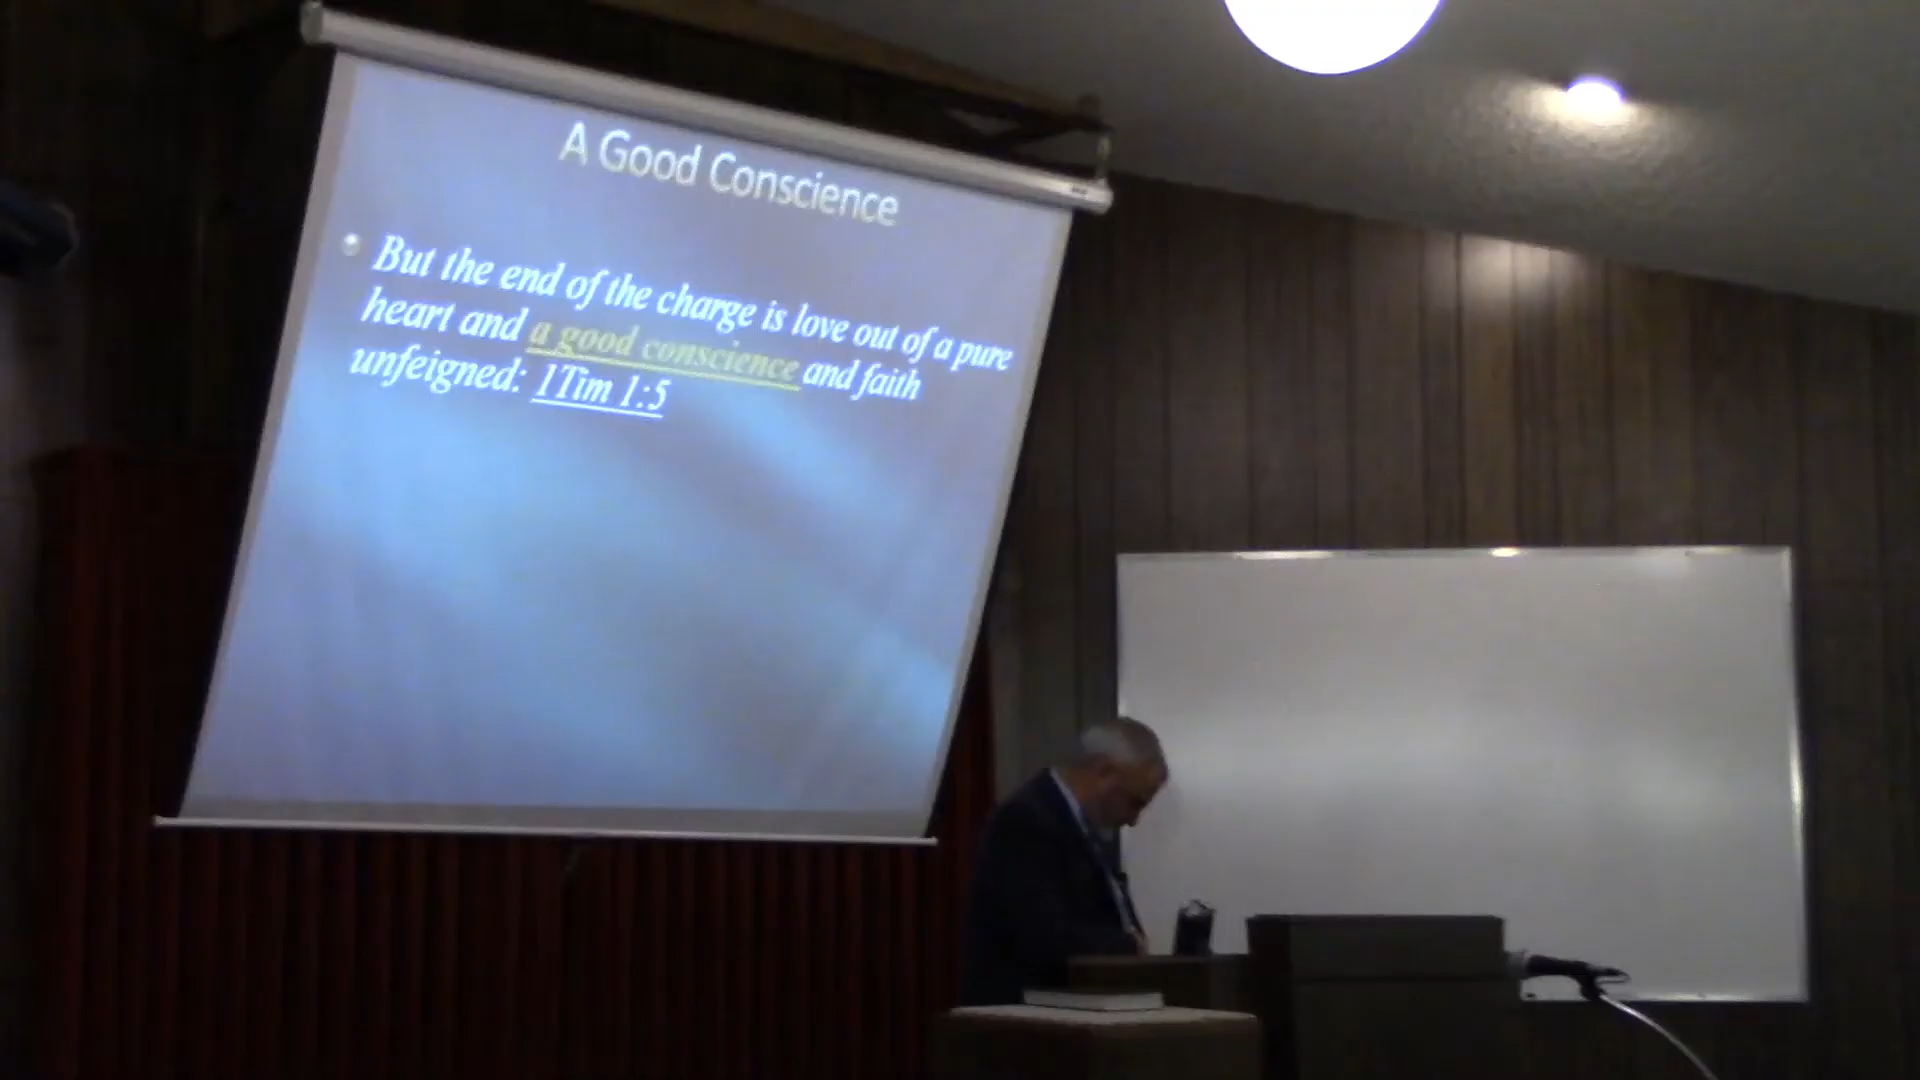 A Good Conscience
But the end of the charge is love out of a pure
heart and a good conscience and faith
unfeigned: 1Tim 1:5